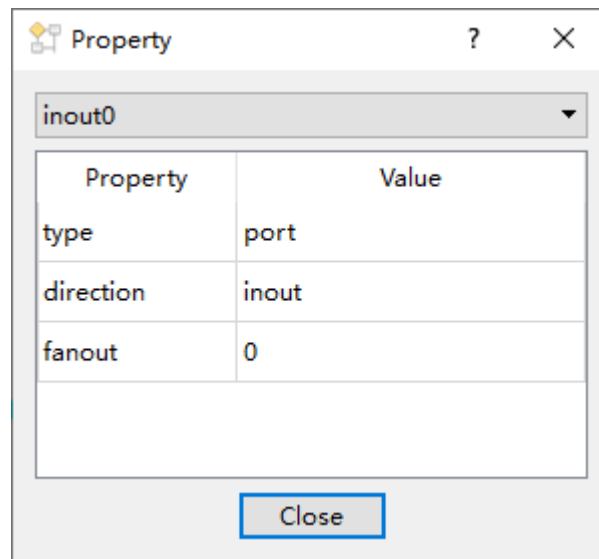 Property ?
inout0
Property Value
type port
direction inout
fanout 0
Close